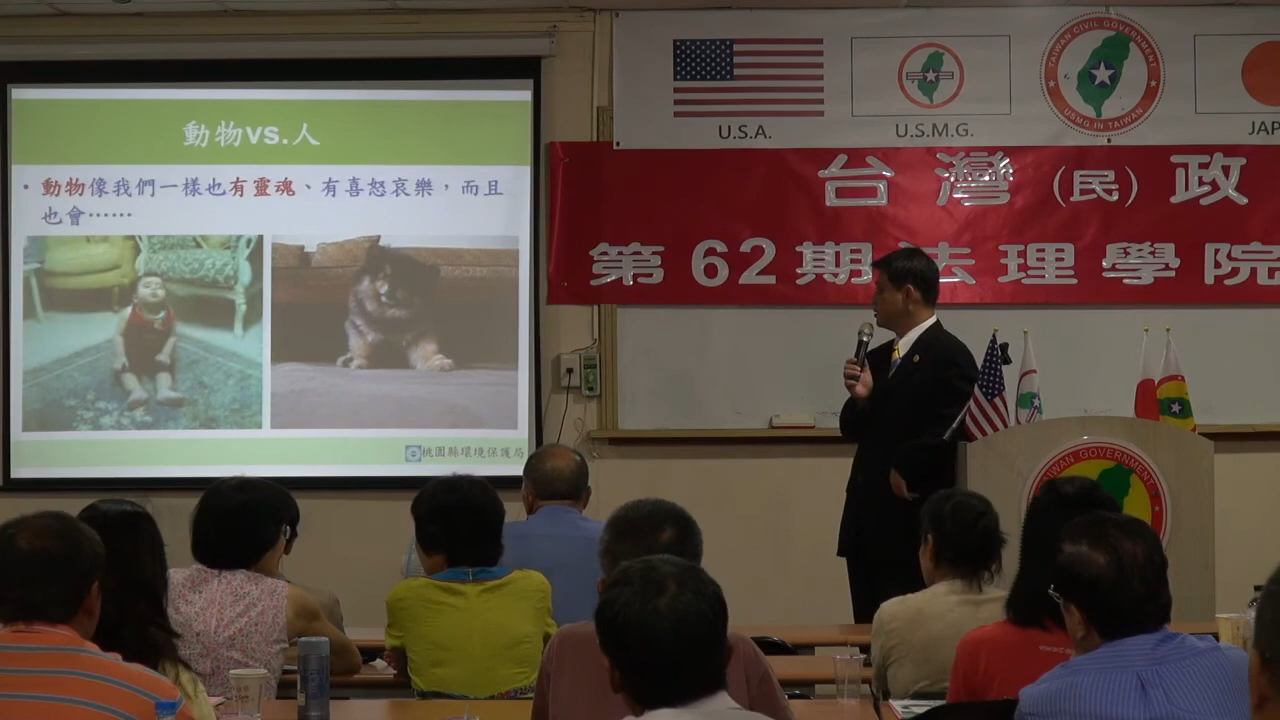 動物vs.人
• 動物像我們一樣也有靈魂、有喜怒哀樂，而且
也會……
桃園縣環境保護局
U.S.A.
U.S.M.G.
TAIWAN CIVIL GOVERNMENT
USMG IN TAIWAN
JAP
台灣(民)政
第62期法理學院
TAIWAN GOVERNMENT